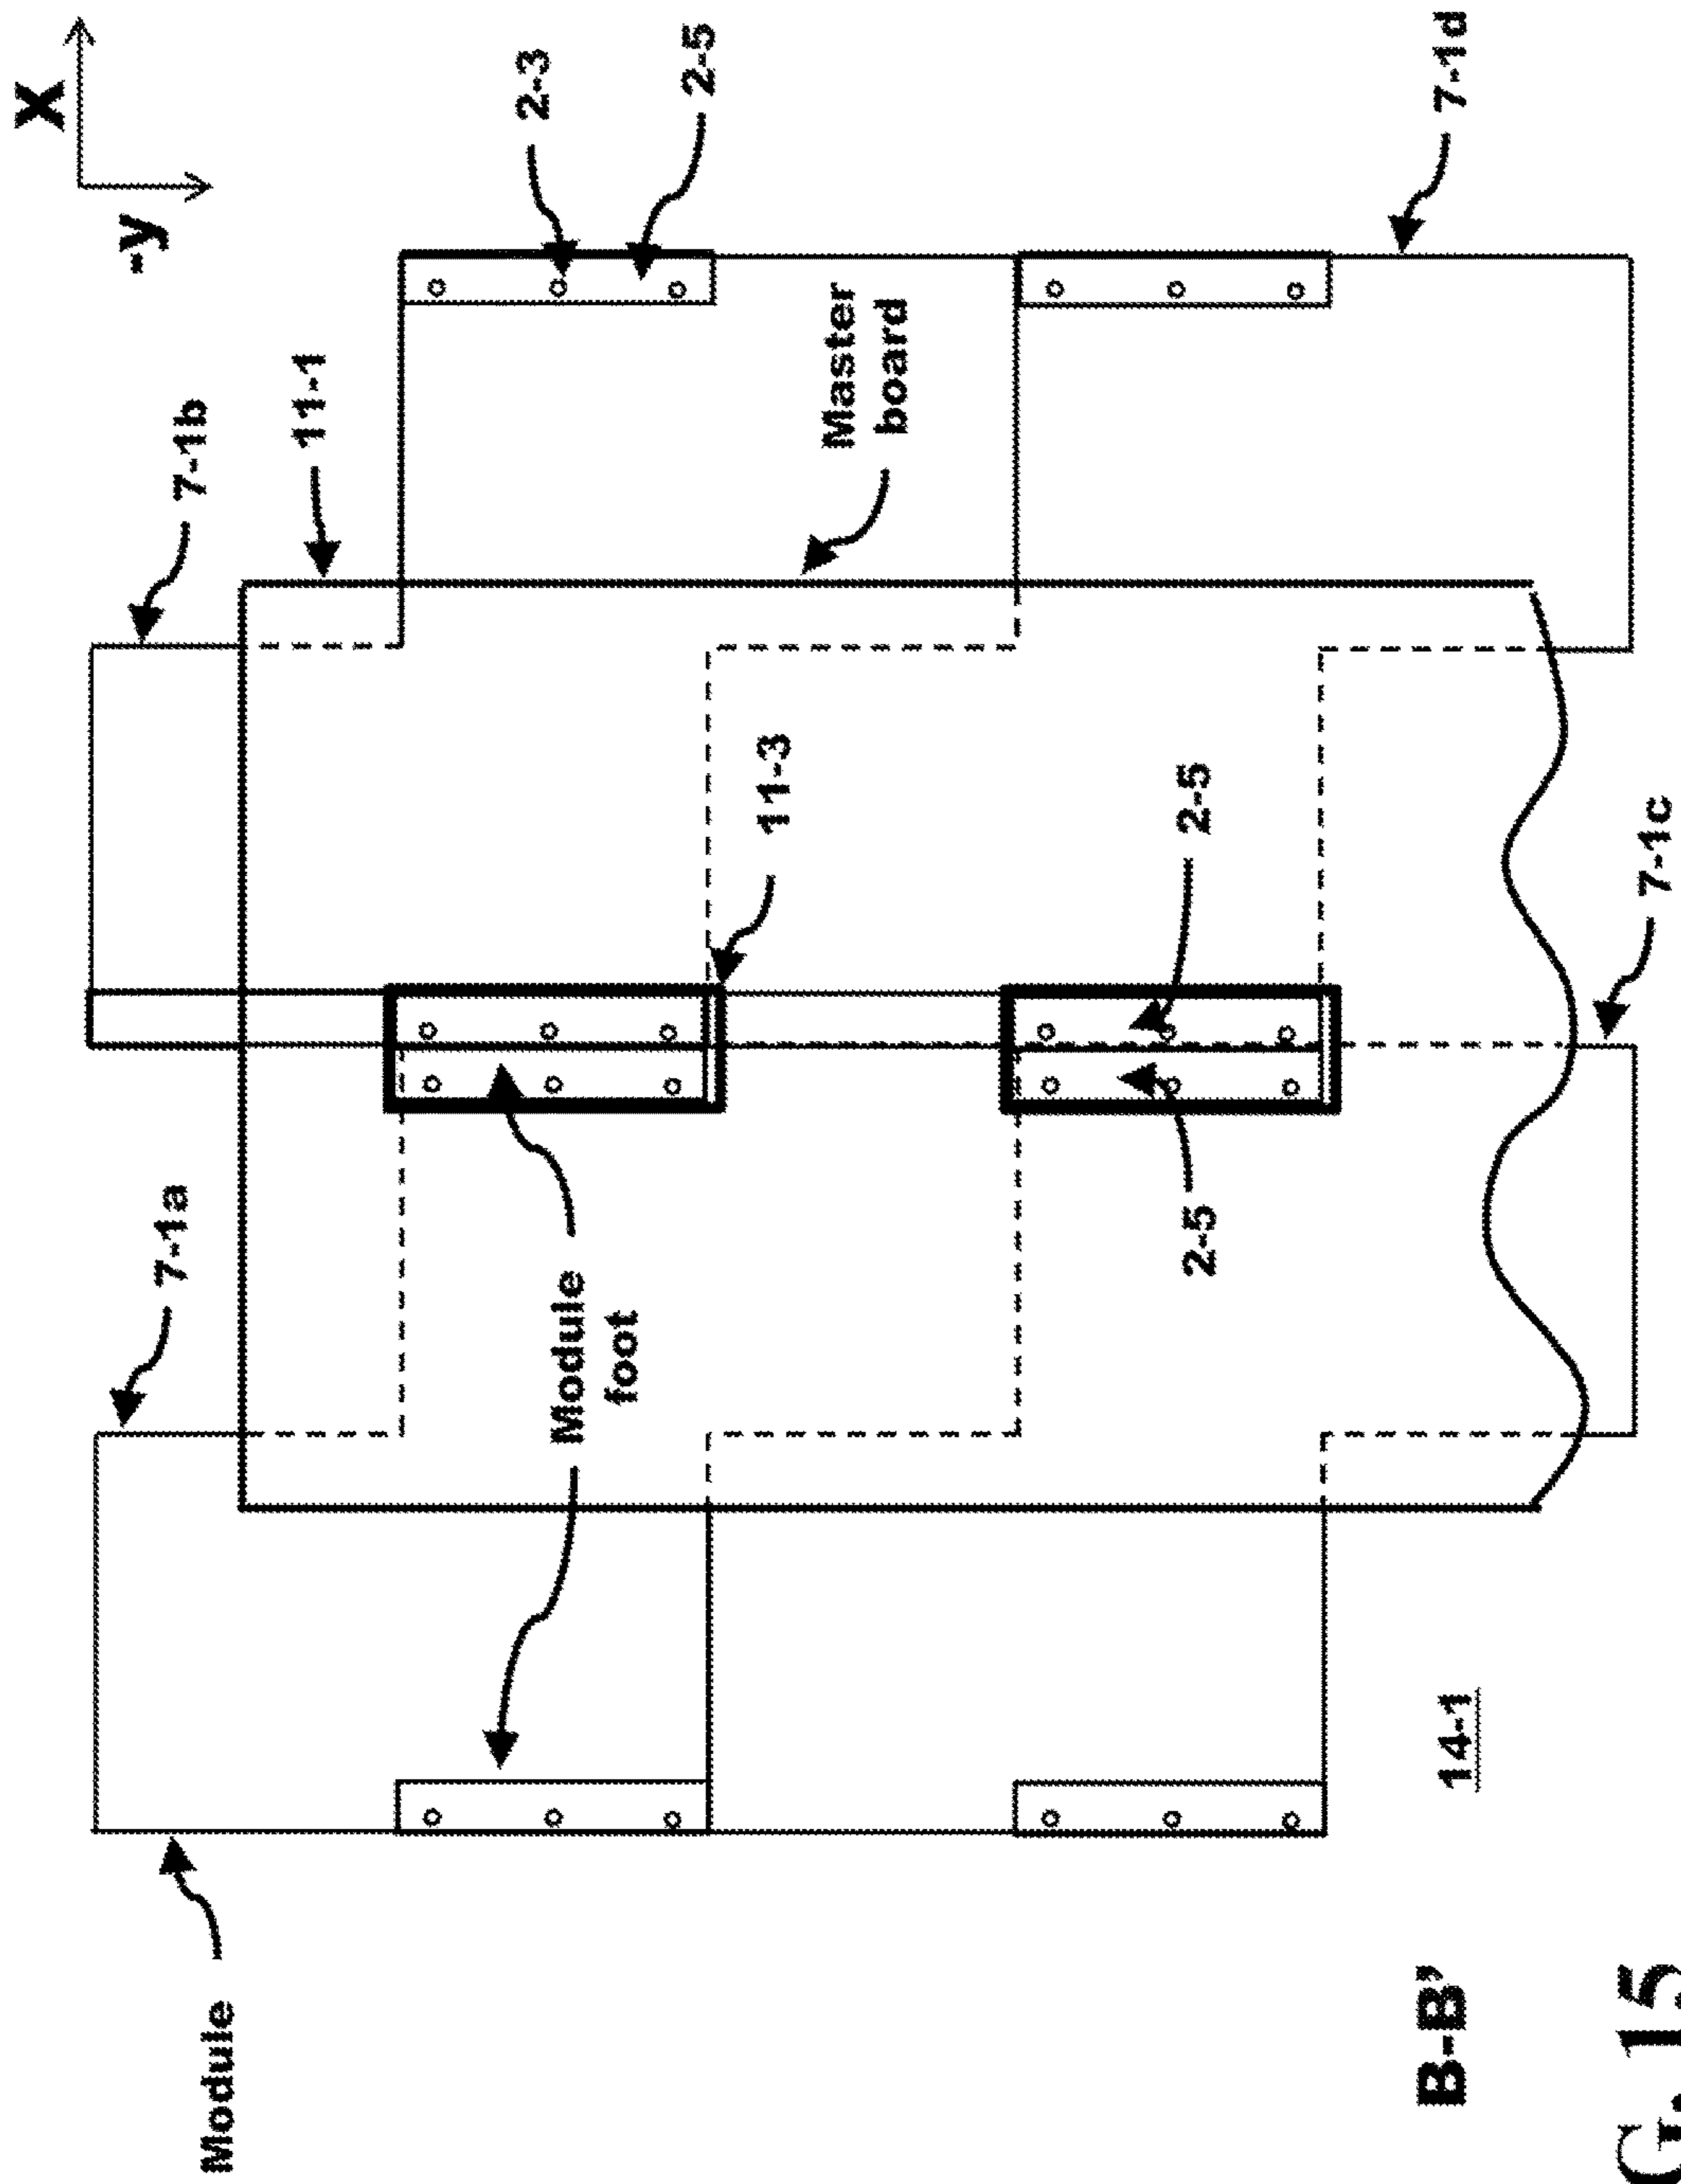 X
-y
2-3
2-5
7-1b
11-1
Master
board
7-1d
7-1a
11-3
2-5
7-1c
Module
foot
2-5
Module
14-1
B-B'
G. 15